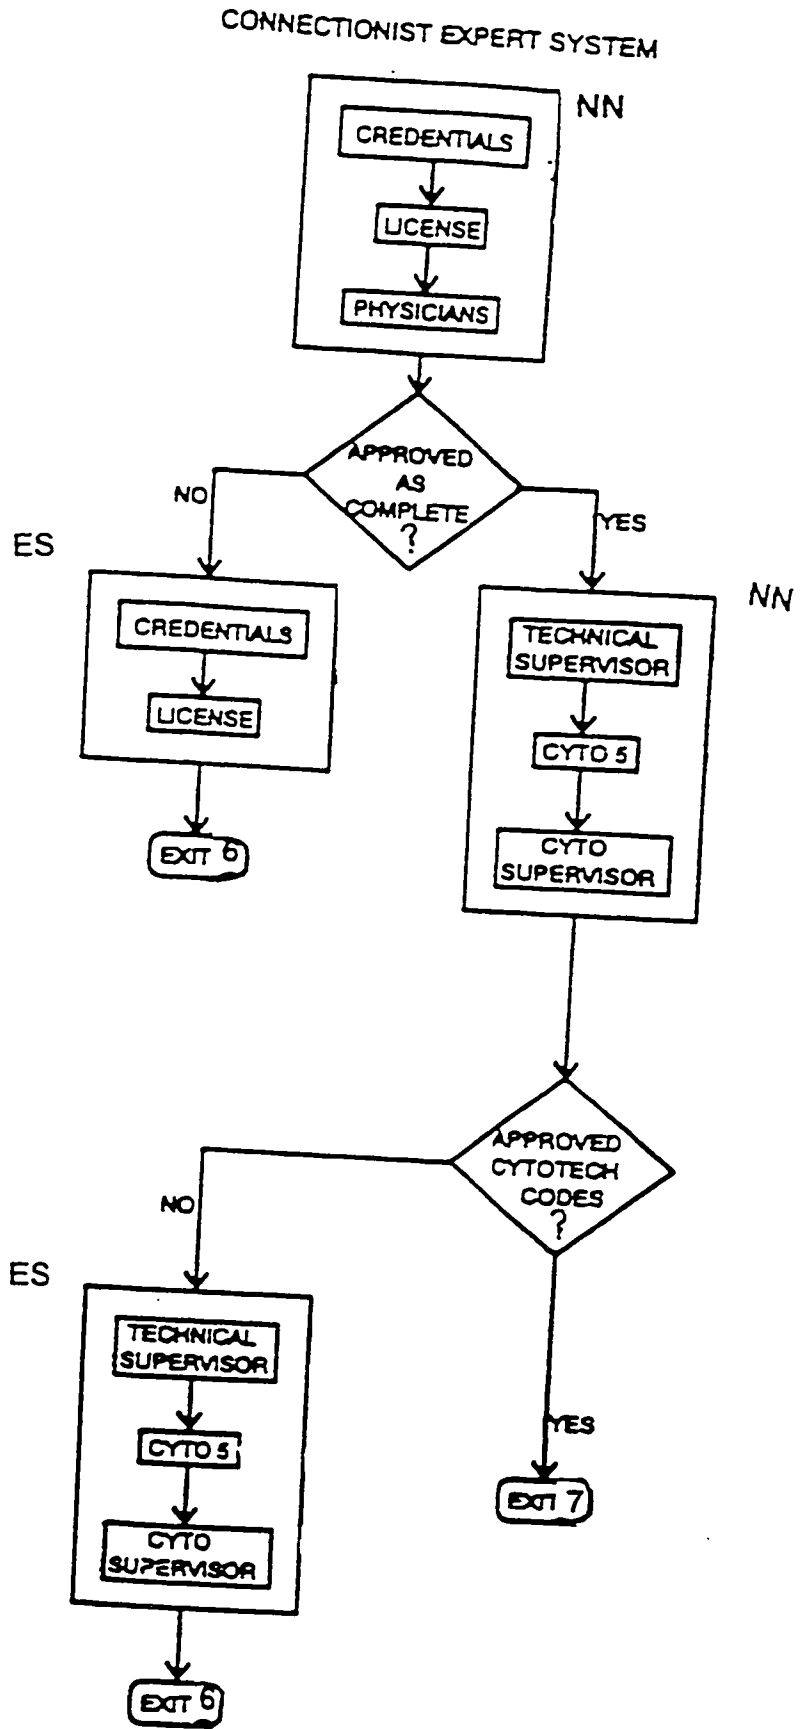 CONNECTIONIST EXPERT SYSTEM
NN
CREDENTIALS
LICENSE
PHYSICIANS
APPROVED
AS
COMPLETE
?
NO
YES
ES
CREDENTIALS
LICENSE
EXIT 6
NN
TECHNICAL
SUPERVISOR
CYTO 5
CYTO
SUPERVISOR
APPROVED
CYTOTECH
CODES
?
NO
YES
ES
TECHNICAL
SUPERVISOR
CYTO 5
CYTO
SUPERVISOR
EXIT 6
EXIT 7